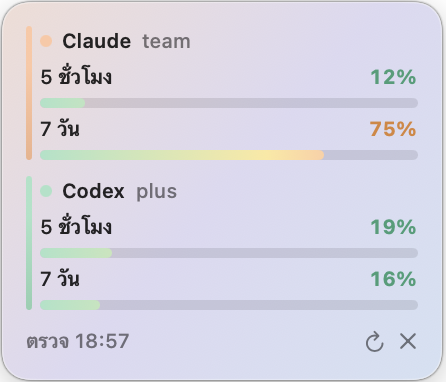 Claude team
5 ชั่วโมง 12%
7 วัน 75%
Codex plus
5 ชั่วโมง 19%
7 วัน 16%
ตรวจ 18:57